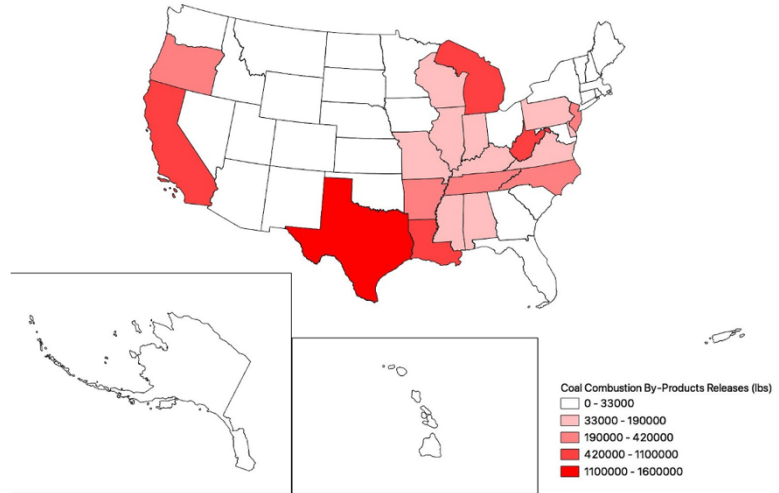 Coal Combustion By-Products Releases (lbs)
0 - 33000
33000 - 190000
190000 - 420000
420000 - 1100000
1100000 - 1600000